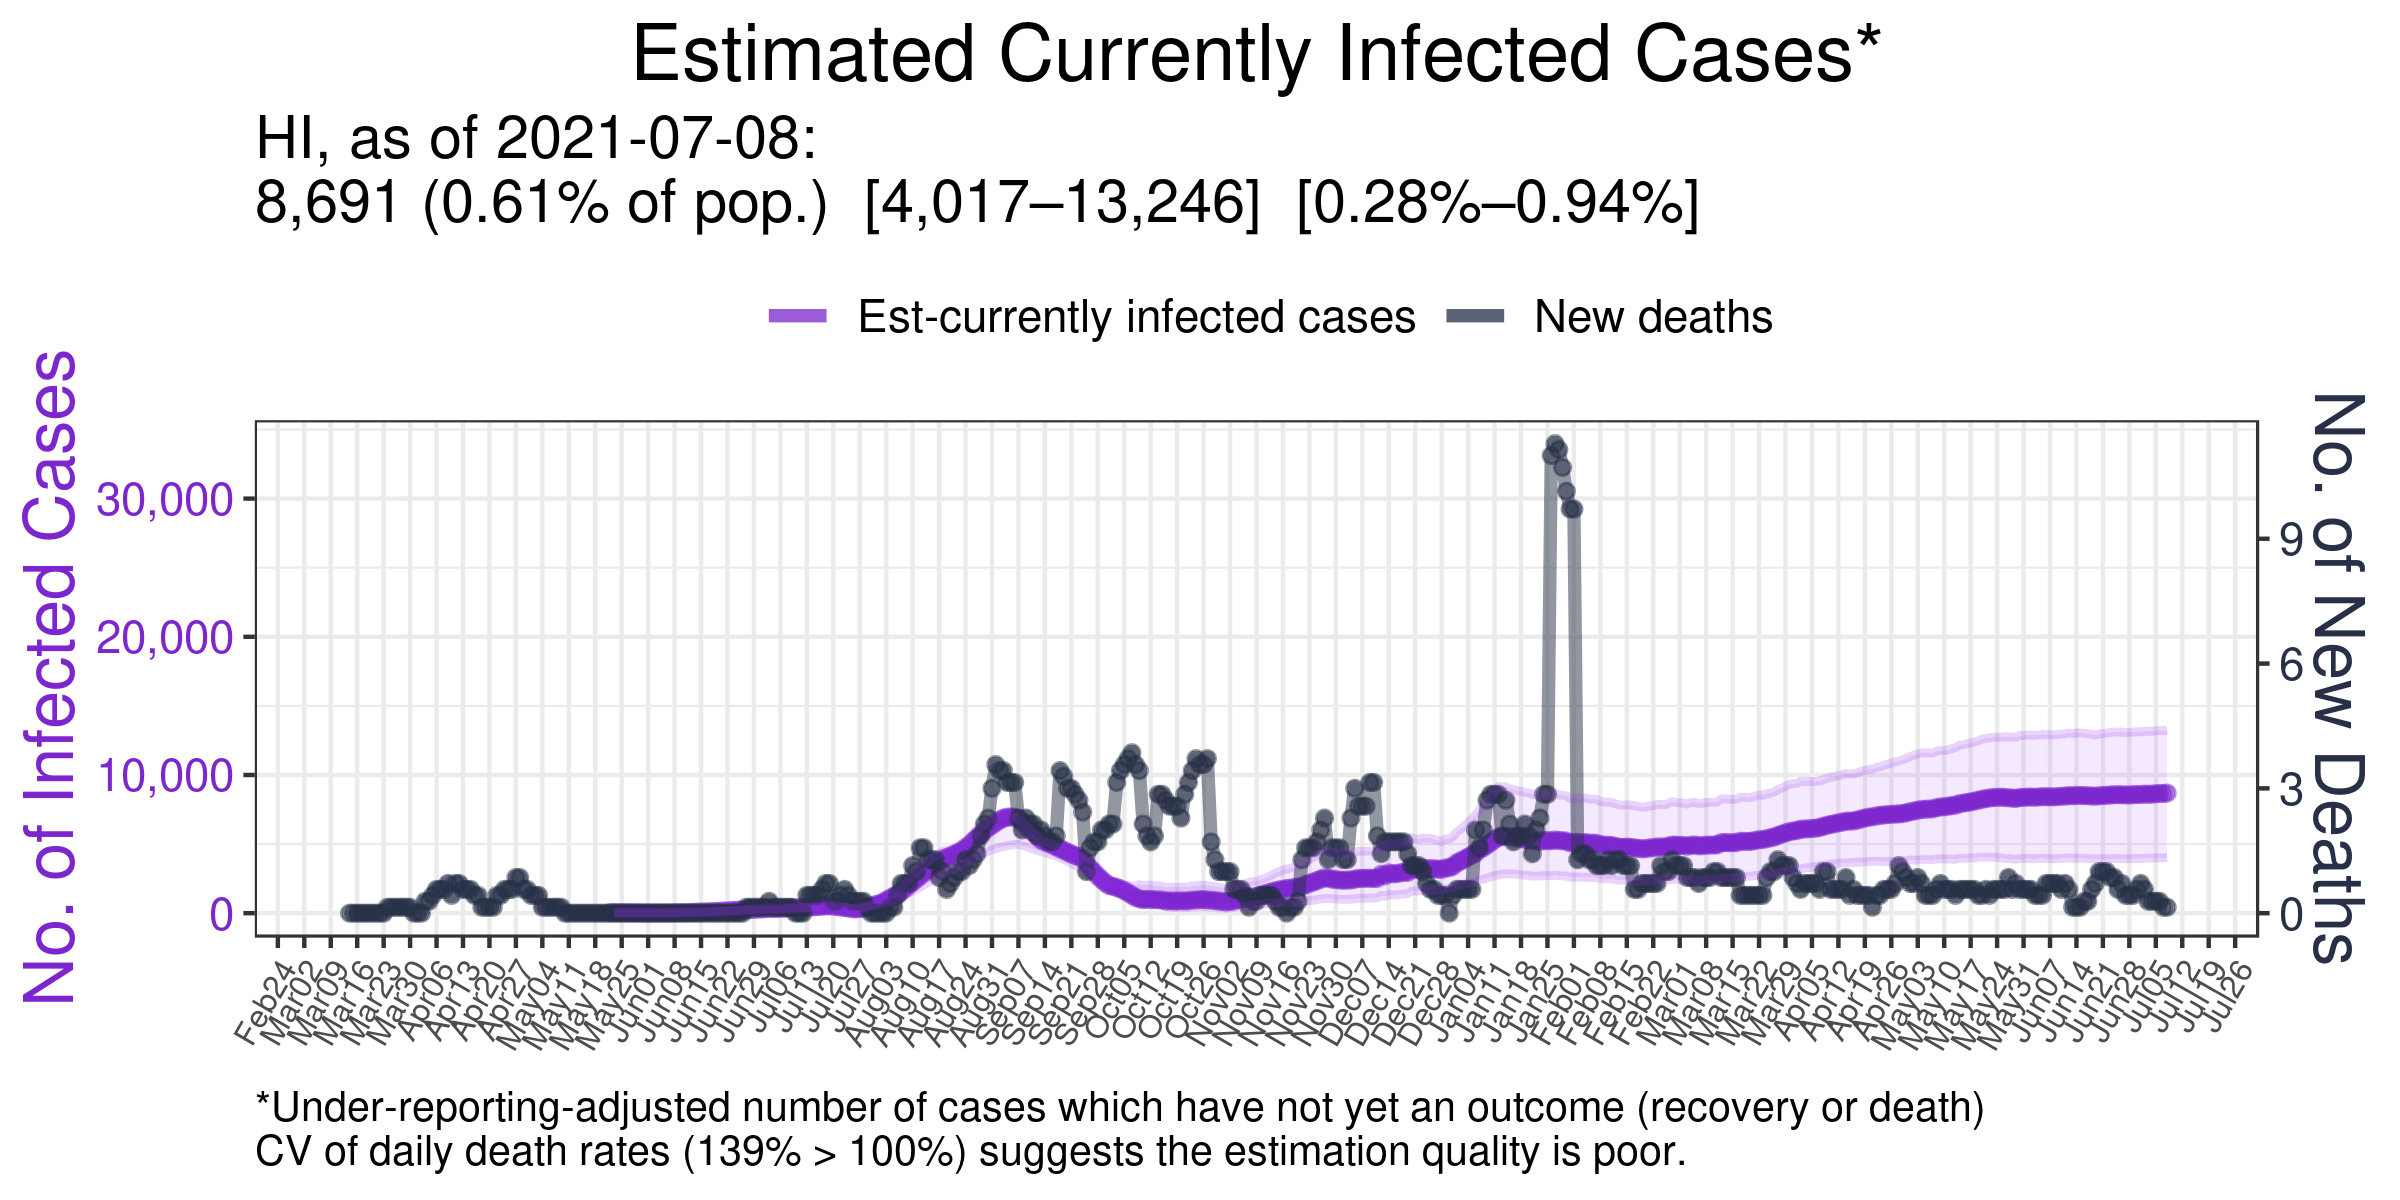 Estimated Currently Infected Cases*
HI, as of 2021-07-08:
8,691 (0.61% of pop.) [4,017–13,246] [0.28%–0.94%]
Est-currently infected cases New deaths
No. of Infected Cases
30,000
20,000
10,000
0
9
6
3
0
No. of New Deaths
Feb24 Mar02 Mar09 Mar16 Mar23 Mar30 Apr06 Apr13 Apr20 Apr27 May04 May11 May18 May25 Jun01 Jun08 Jun15 Jun22 Jun29 Jul06 Jul13 Jul20 Jul27 Aug03 Aug10 Aug17 Aug24 Aug31 Sep07 Sep14 Sep21 Sep28 Oct05 Oct12 Oct19 Oct26 Nov02 Nov09 Nov16 Nov23 Nov30 Dec07 Dec14 Dec21 Dec28 Jan04 Jan11 Jan18 Jan25 Feb01 Feb08 Feb15 Feb22 Mar01 Mar08 Mar15 Mar22 Mar29 Apr05 Apr12 Apr19 Apr26 May03 May10 May17 May24 May31 Jun07 Jun14 Jun21 Jun28 Jul05 Jul12 Jul19 Jul26
*Under-reporting-adjusted number of cases which have not yet an outcome (recovery or death)
CV of daily death rates (139% > 100%) suggests the estimation quality is poor.